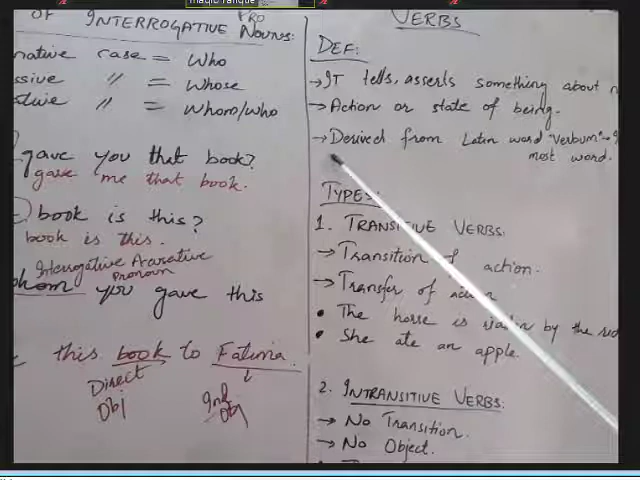 OF INTERROGATIVE PRO NOUNS:
native case = Who
ssive " = Whose
" = Whom/Who
gave you that book?
gave me that book.
book is this?
book is this.
Interrogative Accusative
Pronoun
you gave this
this book to Fatima.
Direct
Obj
Ind
Obj
VERBS
DEF:
→ IT tells, asserts something about
→ Action or state of being.
→ Derived from Latin word "Verbum" →
most word.
TYPES:
1. TRANSITIVE VERBS:
→ Transition of action.
→ Transfer of action
• The horse is by the
• She ate an apple.
2. INTRANSITIVE VERBS:
→ No Transition.
→ No Object.